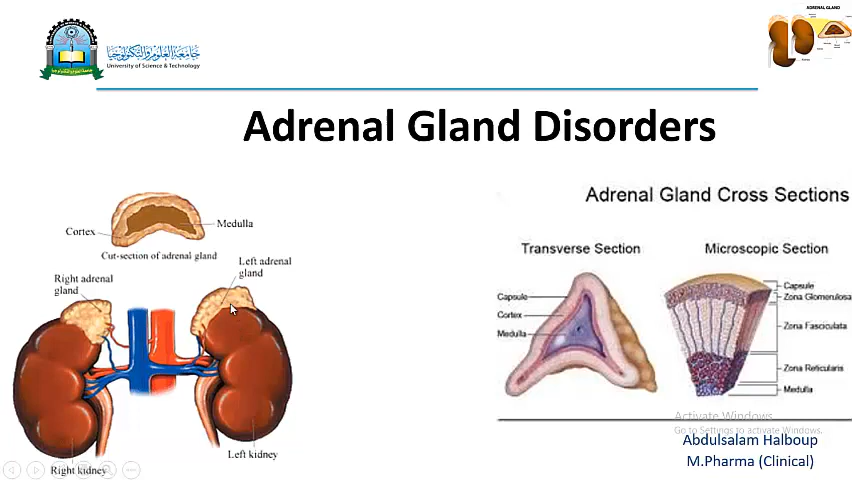 ADRENAL GLAND
جامعة العلوم والتكنولوجيا
University of Science & Technology
Adrenal Gland Disorders
Cortex
Medulla
Cut-section of adrenal gland
Right adrenal
gland
Left adrenal
gland
Right kidney
Left kidney
Adrenal Gland Cross Sections
Transverse Section
Microscopic Section
Capsule
Cortex
Medulla
Capsule
Zona Glomerulosa
Zona Fasciculata
Zona Reticularis
Medulla
Activate Windows
Go to Settings to activate Windows.
Abdulsalam Halboup
M.Pharma (Clinical)